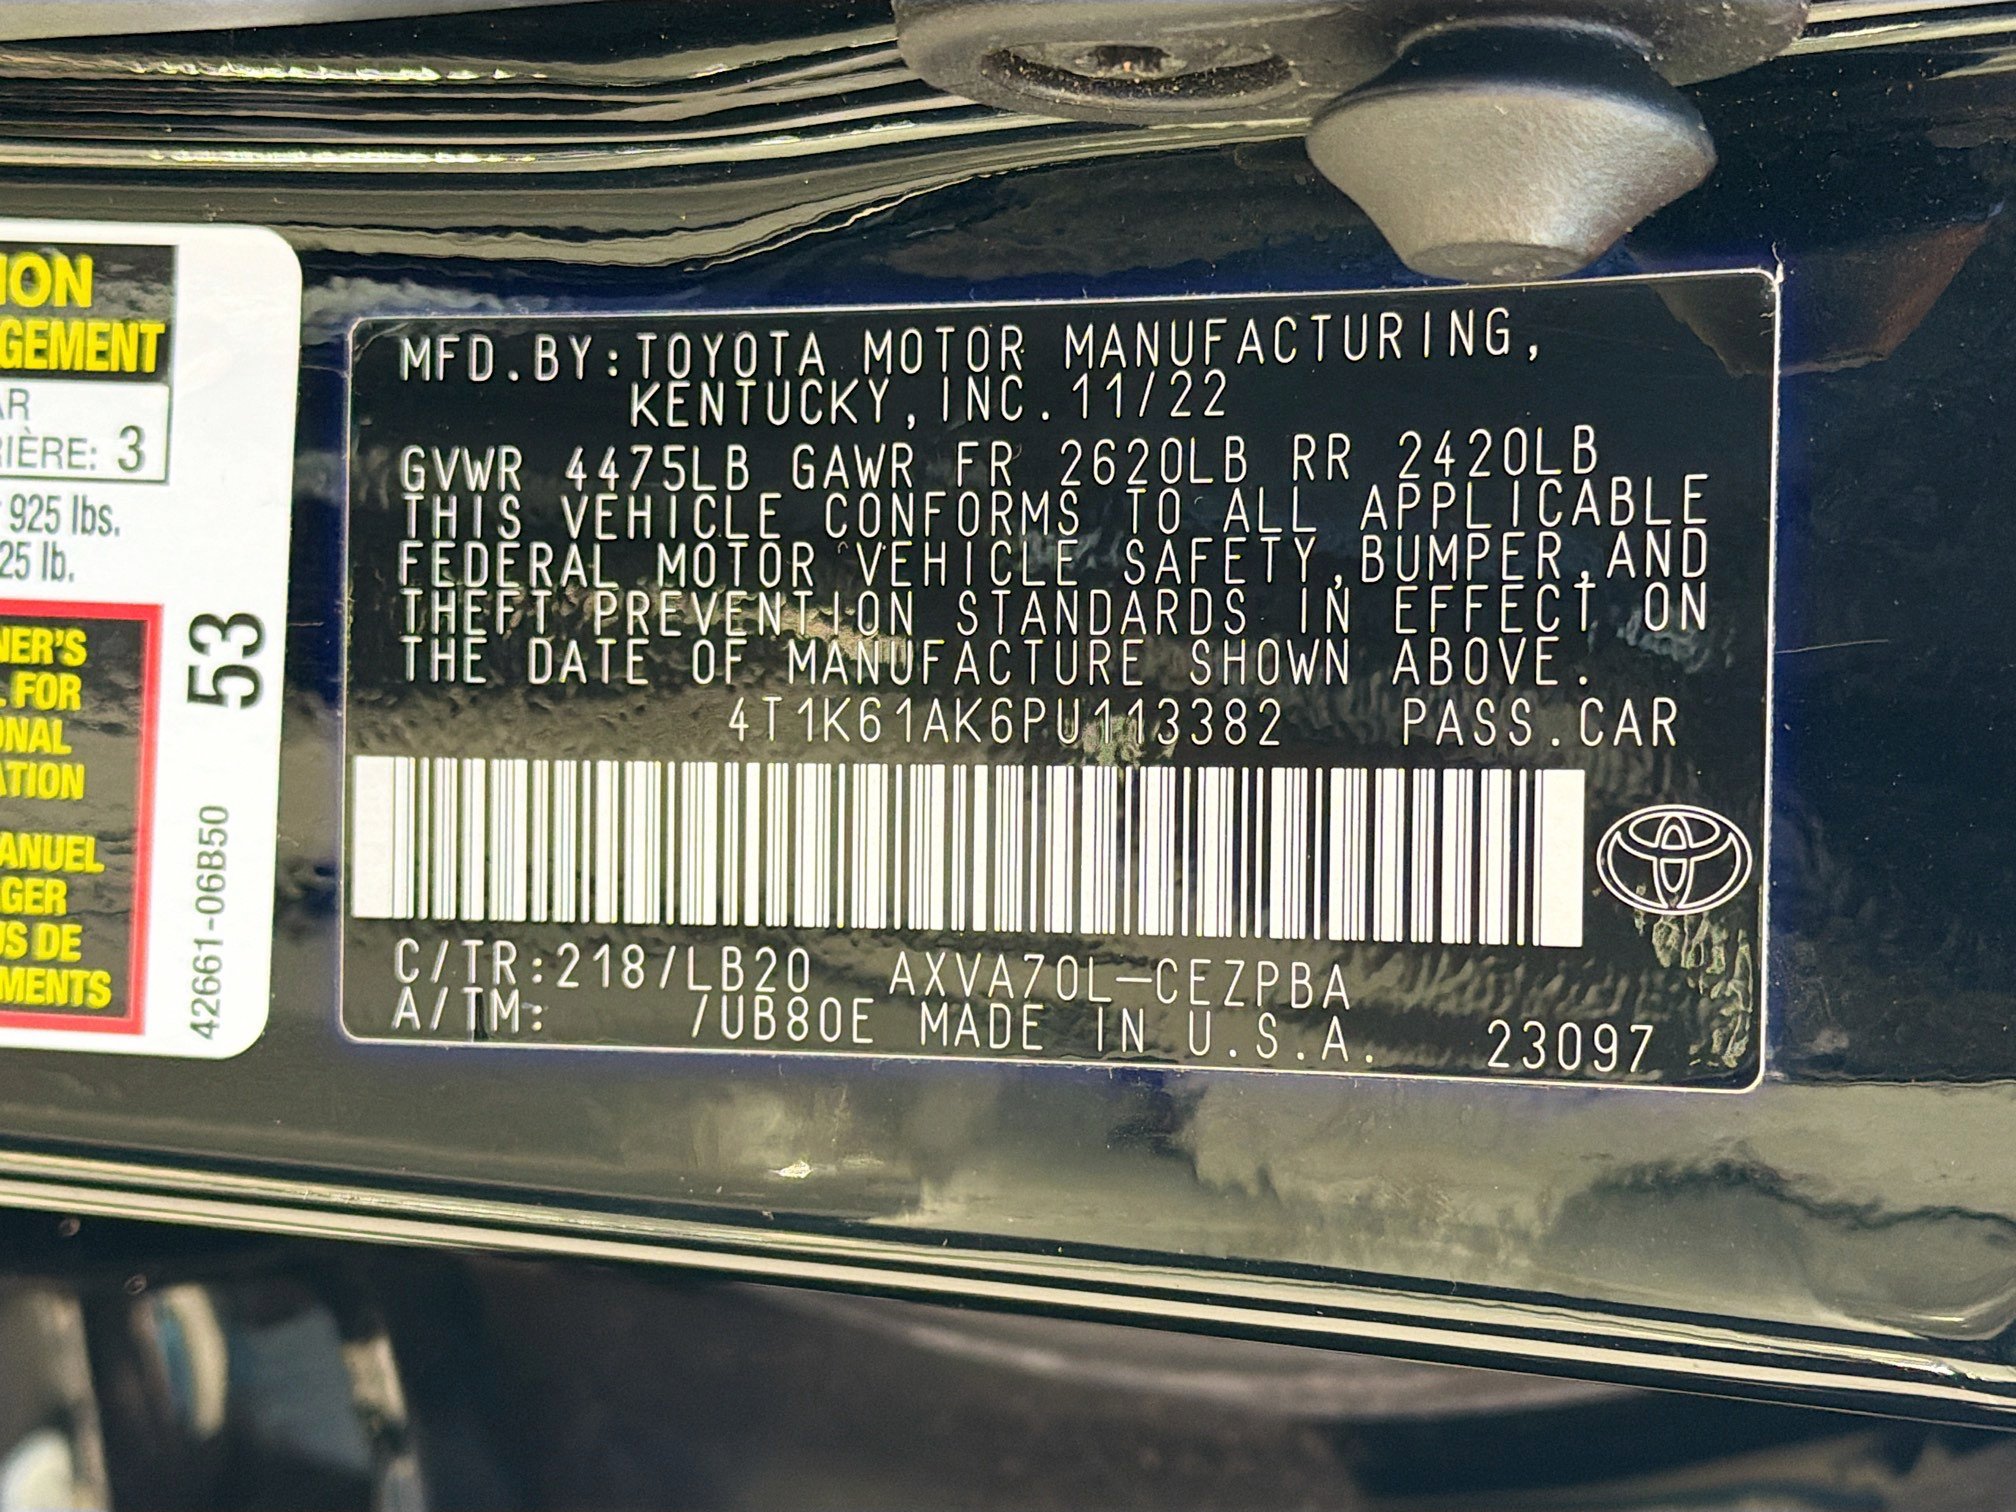 MFD.BY:TOYOTA MOTOR MANUFACTURING,
KENTUCKY,INC.11/22
GVWR 4475LB GAWR FR 2620LB RR 2420LB
THIS VEHICLE CONFORMS TO ALL APPLICABLE
FEDERAL MOTOR VEHICLE SAFETY,BUMPER,AND
THEFT PREVENTION STANDARDS IN EFFECT ON
THE DATE OF MANUFACTURE SHOWN ABOVE.
4T1K61AK6PU113382 PASS.CAR
C/TR:218/LB20 AXVA70L-CEZPBA
A/TM: /UB80E MADE IN U.S.A. 23097
ION
GEMENT
AR
RIÈRE: 3
925 lbs.
25 lb.
NER'S
L FOR
ONAL
ATION
ANUEL
GER
US DE
MENTS
53
42661-06B50